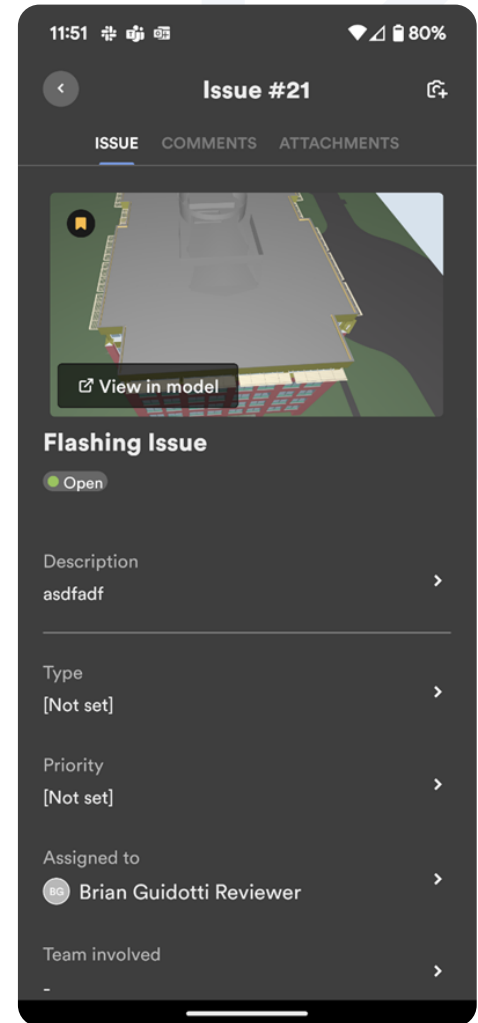 11:51 80%
Issue #21
ISSUE COMMENTS ATTACHMENTS
View in model
Flashing Issue
Open
Description
asdfadf
Type
[Not set]
Priority
[Not set]
Assigned to
BG Brian Guidotti Reviewer
Team involved
-